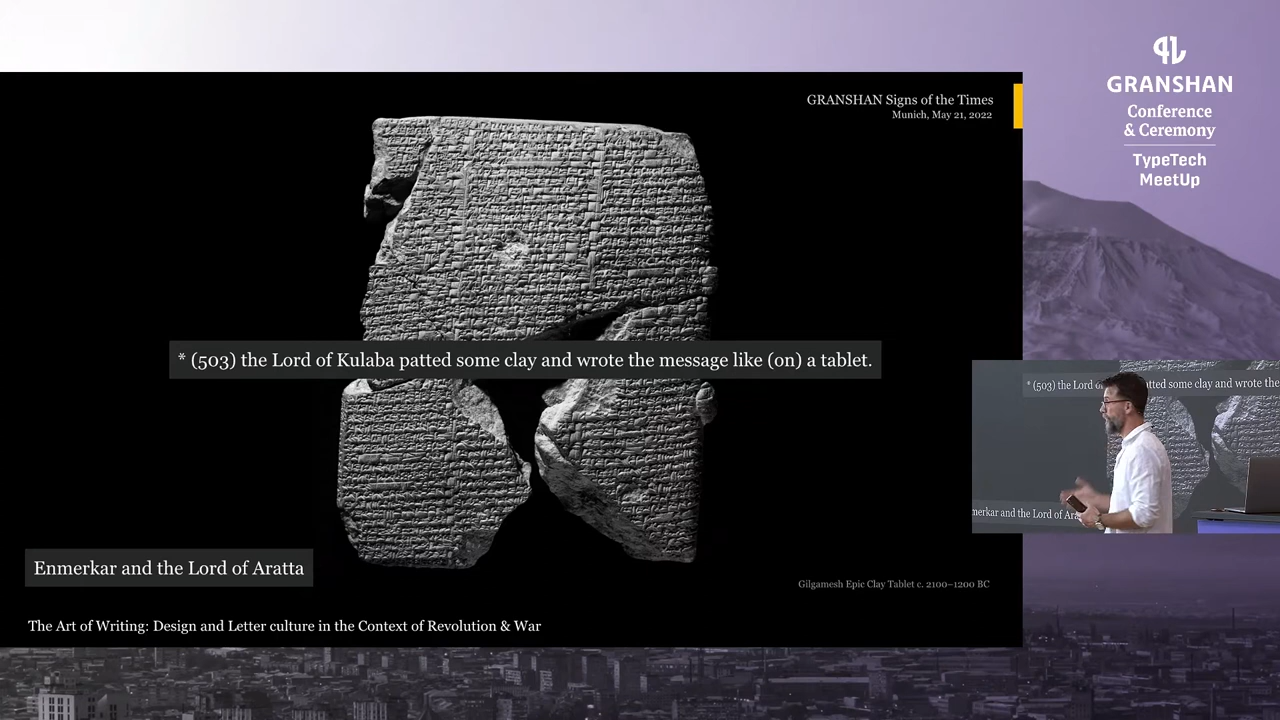 GRANSHAN Signs of the Times
Munich, May 21, 2022
* (503) the Lord of Kulaba patted some clay and wrote the message like (on) a tablet.
Enmerkar and the Lord of Aratta
Gilgamesh Epic Clay Tablet c. 2100–1200 BC
The Art of Writing: Design and Letter culture in the Context of Revolution & War
GRANSHAN
Conference
& Ceremony
TypeTech
MeetUp
* (503) the Lord
atted some clay and wrote the
merkar and the Lord of Ara